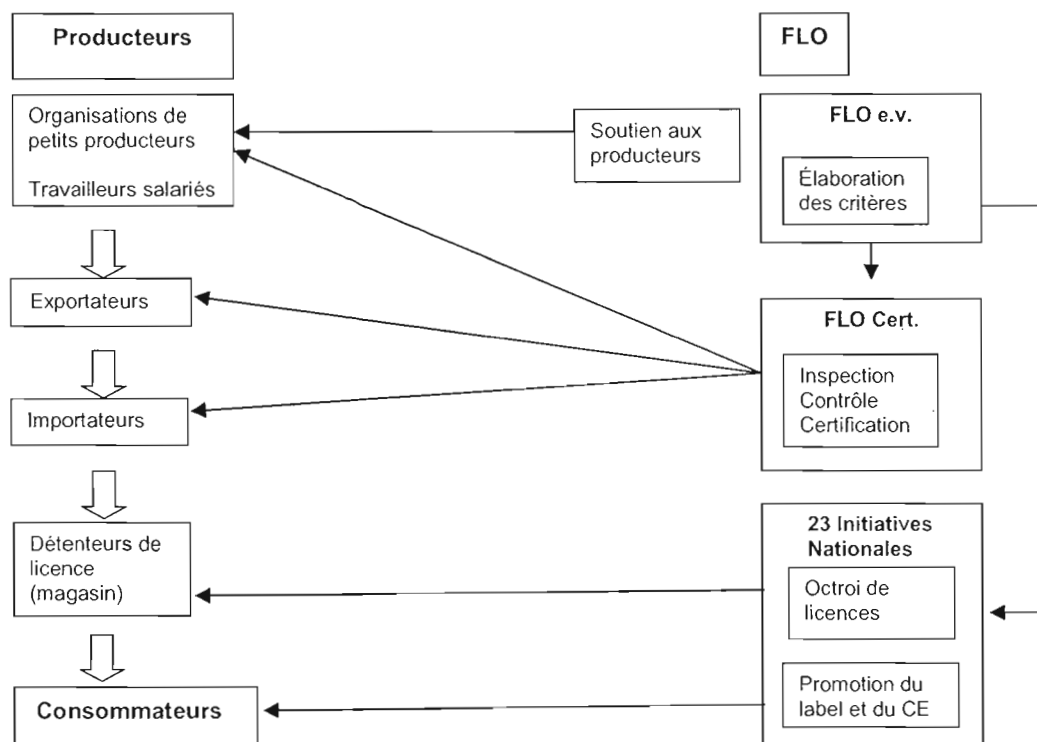 Producteurs
FLO
Organisations de
petits producteurs
Travailleurs salariés
Soutien aux
producteurs
FLO e.v.
Élaboration
des critères
Exportateurs
FLO Cert.
Inspection
Contrôle
Certification
Importateurs
23 Initiatives
Nationales
Détenteurs de
licence
(magasin)
Octroi de
licences
Promotion du
label et du CE
Consommateurs